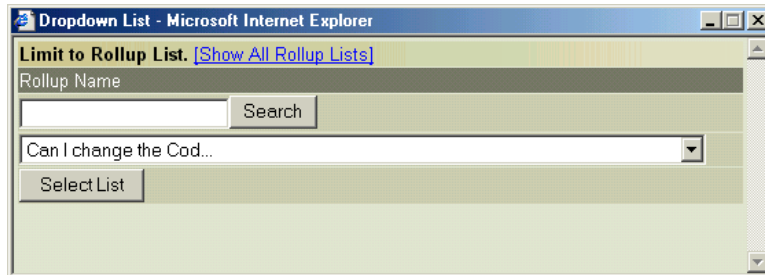 Dropdown List - Microsoft Internet Explorer
Limit to Rollup List. [Show All Rollup Lists]
Rollup Name
Search
Can I change the Cod...
Select List